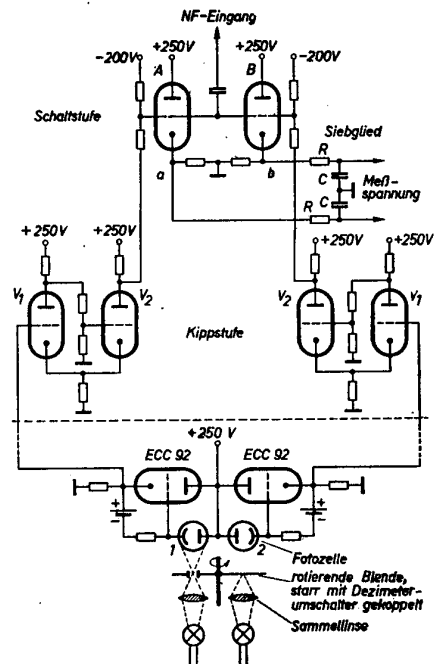 NF-Eingang
-200V
+250V
+250V
-200V
A
B
Schaltstufe
Siebglied
R
a
b
C
Meß-
spannung
C
R
+250V
+250V
+250V
+250V
V1
V2
V2
V1
Kippstufe
+250 V
ECC 92
ECC 92
+
-
+
-
1
2
Fotozelle
rotierende Blende,
starr mit Dezimeter-
umschalter gekoppelt
Sammellinse